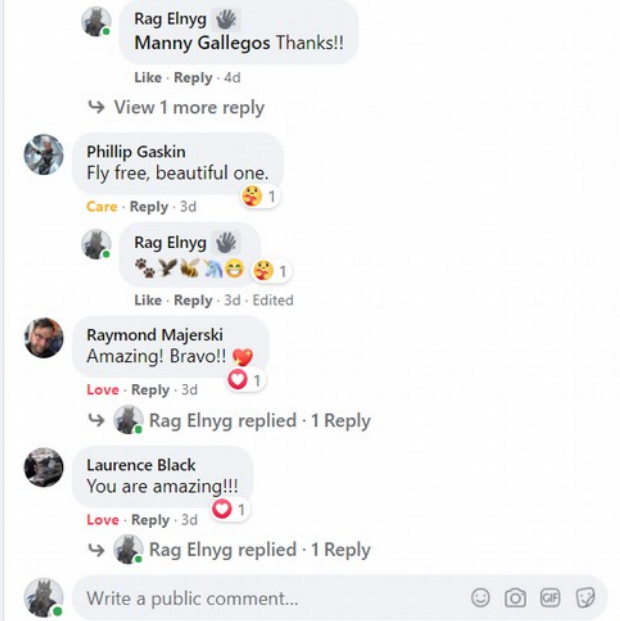 Rag Elnyg
Manny Gallegos Thanks!!
Like · Reply · 4d
View 1 more reply
Phillip Gaskin
Fly free, beautiful one.
1
Care · Reply · 3d
Rag Elnyg
🐾🦅🐝🦄😁 1
Like · Reply · 3d · Edited
Raymond Majerski
Amazing! Bravo!! 💖
1
Love · Reply · 3d
Rag Elnyg replied · 1 Reply
Laurence Black
You are amazing!!!
1
Love · Reply · 3d
Rag Elnyg replied · 1 Reply
Write a public comment... GIF